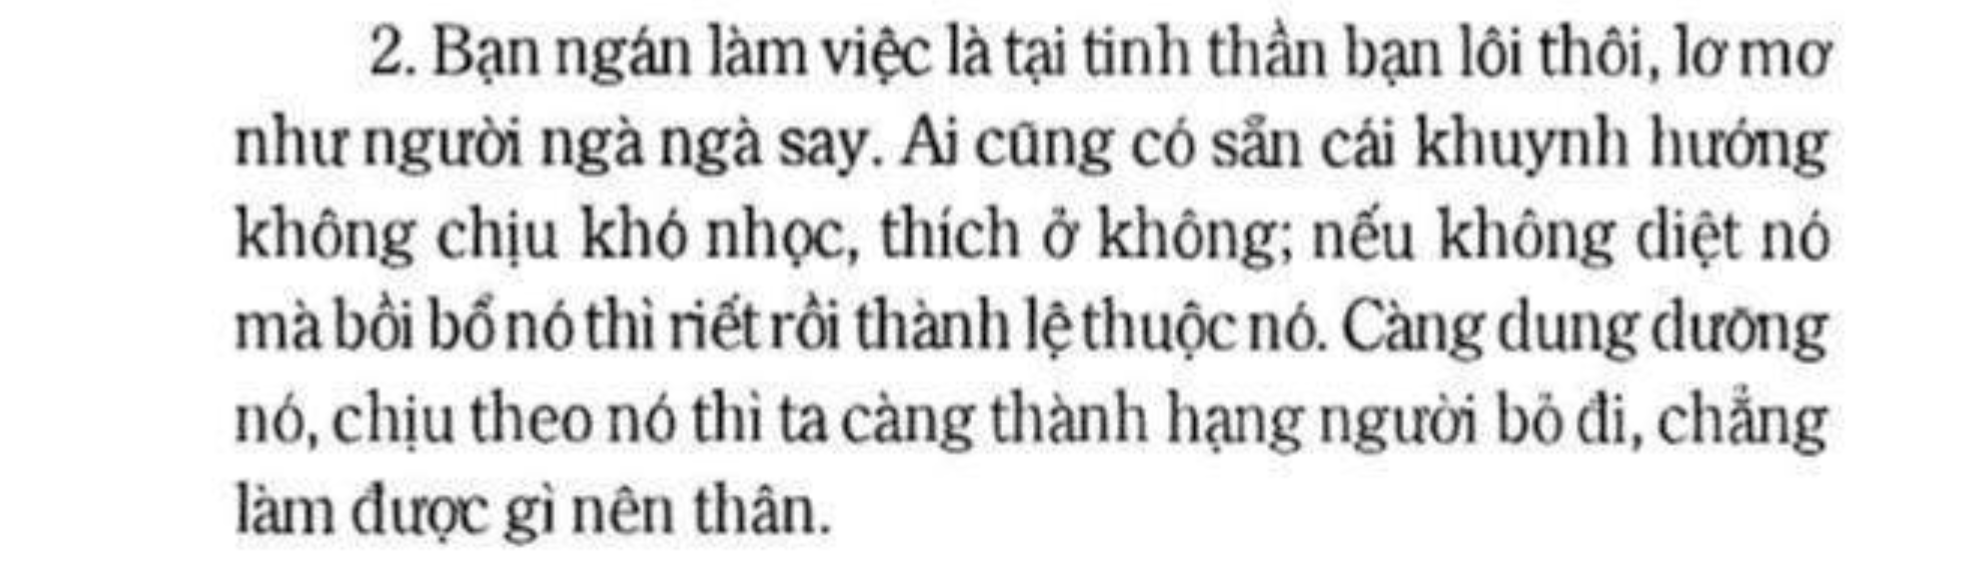 2. Bạn ngán làm việc là tại tinh thần bạn lôi thôi, lơ mơ
như người ngà ngà say. Ai cũng có sẵn cái khuynh hướng
không chịu khó nhọc, thích ở không; nếu không diệt nó
mà bồi bổ nó thì riết rồi thành lệ thuộc nó. Càng dung dưỡng
nó, chịu theo nó thì ta càng thành hạng người bỏ đi, chẳng
làm được gì nên thân.